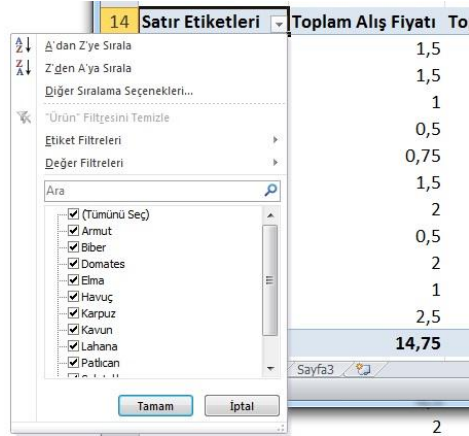 14 Satır Etiketleri Toplam Alış Fiyatı To
A'dan Z'ye Sırala
Z'den A'ya Sırala
Diğer Sıralama Seçenekleri...
"Ürün" Filtresini Temizle
Etiket Filtreleri
Değer Filtreleri
Ara
(Tümünü Seç)
Armut
Biber
Domates
Elma
Havuç
Karpuz
Kavun
Lahana
Patlıcan
Tamam İptal
1,5
1,5
1
0,5
0,75
1,5
2
0,5
2
1
2,5
14,75
Sayfa3
2